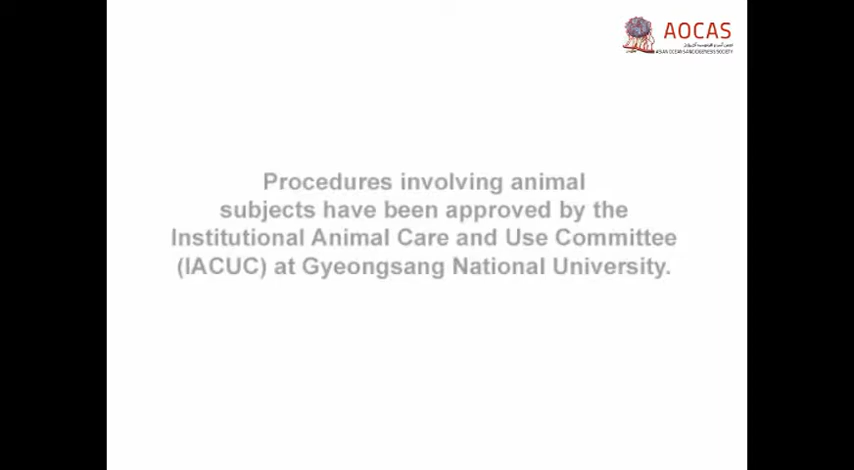 AOCAS
Procedures involving animal
subjects have been approved by the
Institutional Animal Care and Use Committee
(IACUC) at Gyeongsang National University.